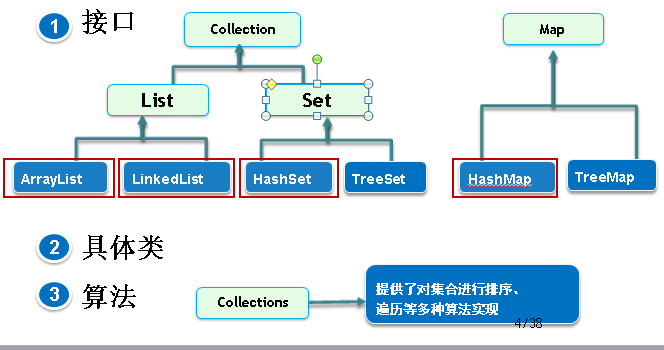 1 接口
Collection
Map
List
Set
ArrayList
LinkedList
HashSet
TreeSet
HashMap
TreeMap
2 具体类
3 算法
Collections
提供了对集合进行排序、
遍历等多种算法实现
4/38